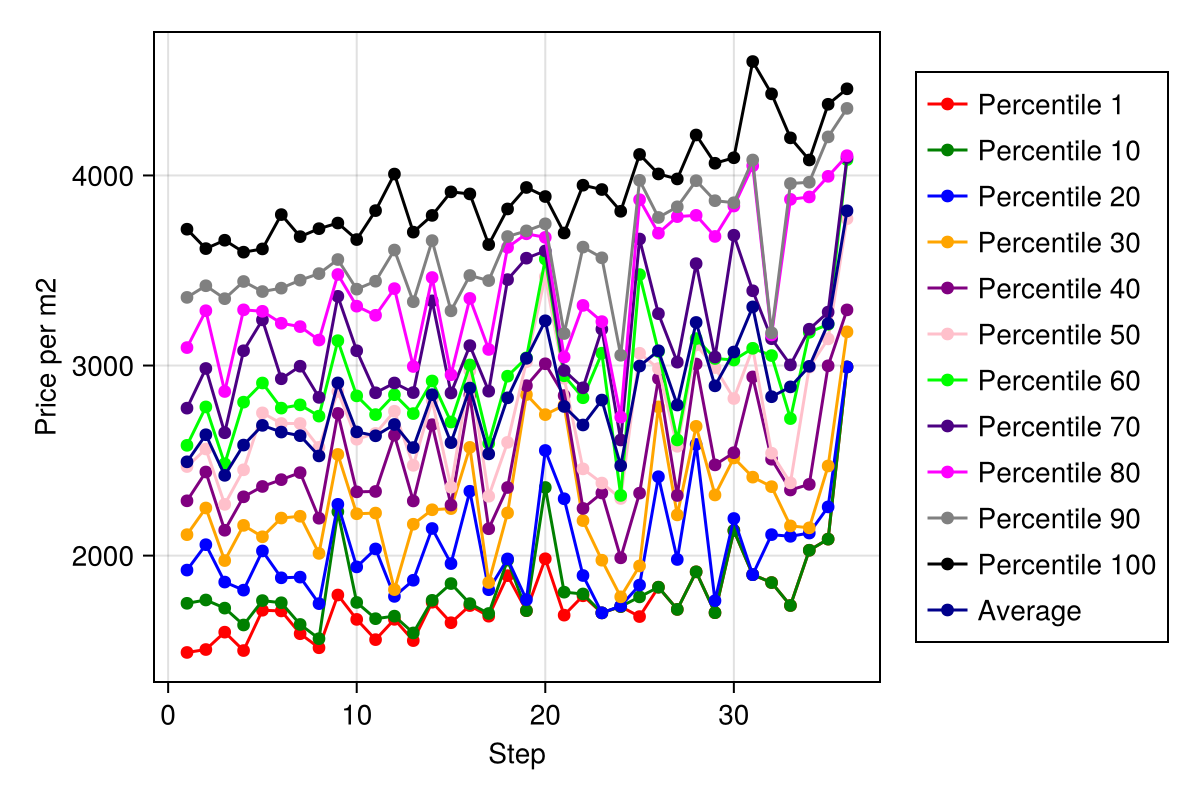 Price per m2
4000
3000
2000
0 10 20 30
Step
Percentile 1
Percentile 10
Percentile 20
Percentile 30
Percentile 40
Percentile 50
Percentile 60
Percentile 70
Percentile 80
Percentile 90
Percentile 100
Average